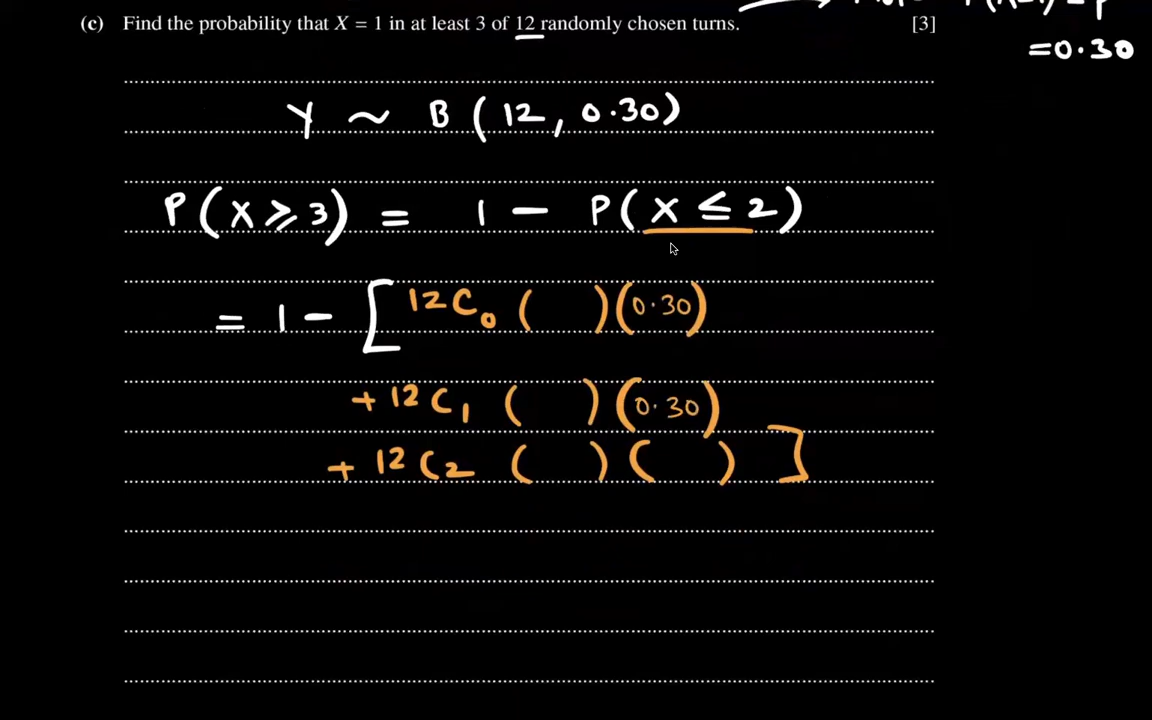 P(X=1) = p
(c) Find the probability that X = 1 in at least 3 of 12 randomly chosen turns. [3]
=0.30
Y ~ B (12, 0.30)
P(X ≥ 3) = 1 - P(X ≤ 2)
= 1 - [ 12C₀ ( ) (0.30)
+ 12C₁ ( ) (0.30)
+ 12C₂ ( ) ( ) ]